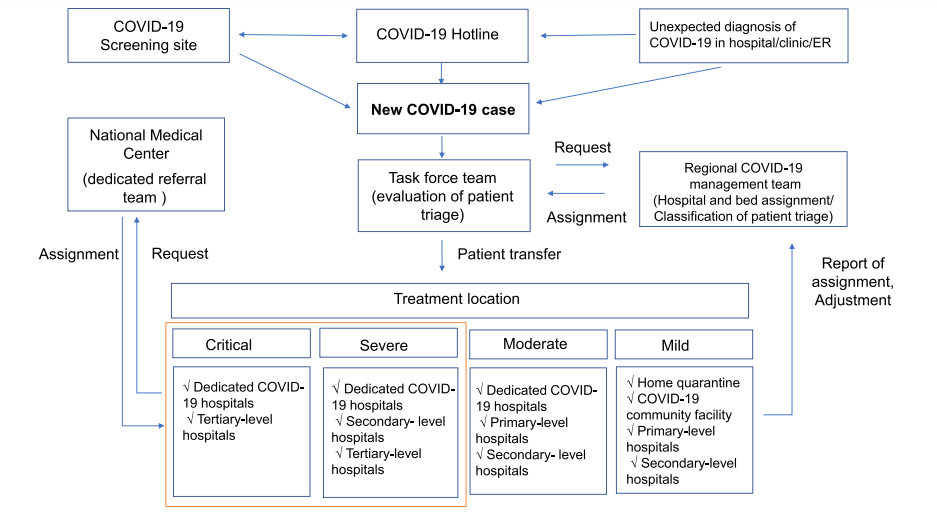 COVID-19
Screening site
COVID-19 Hotline
Unexpected diagnosis of
COVID-19 in hospital/clinic/ER
New COVID-19 case
National Medical
Center
(dedicated referral
team )
Task force team
(evaluation of patient
triage)
Request
Assignment
Regional COVID-19
management team
(Hospital and bed assignment/
Classification of patient triage)
Assignment
Request
Patient transfer
Report of
assignment,
Adjustment
Treatment location
Critical
Severe
Moderate
Mild
√ Dedicated COVID-
19 hospitals
√ Tertiary-level
hospitals
√ Dedicated COVID-
19 hospitals
√ Secondary- level
hospitals
√ Tertiary-level
hospitals
√ Dedicated COVID-
19 hospitals
√ Primary-level
hospitals
√ Secondary- level
hospitals
√ Home quarantine
√ COVID-19
community facility
√ Primary-level
hospitals
√ Secondary-level
hospitals